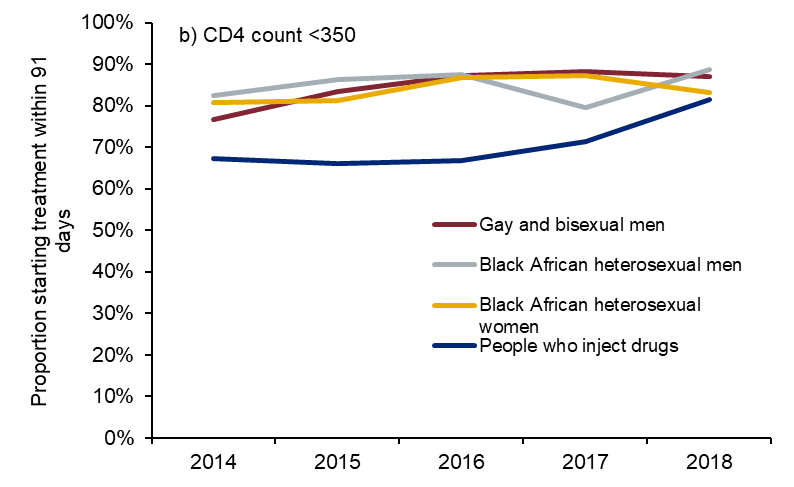 Proportion starting treatment within 91
days
100%
90%
80%
70%
60%
50%
40%
30%
20%
10%
0%
b) CD4 count <350
Gay and bisexual men
Black African heterosexual men
Black African heterosexual
women
People who inject drugs
2014 2015 2016 2017 2018